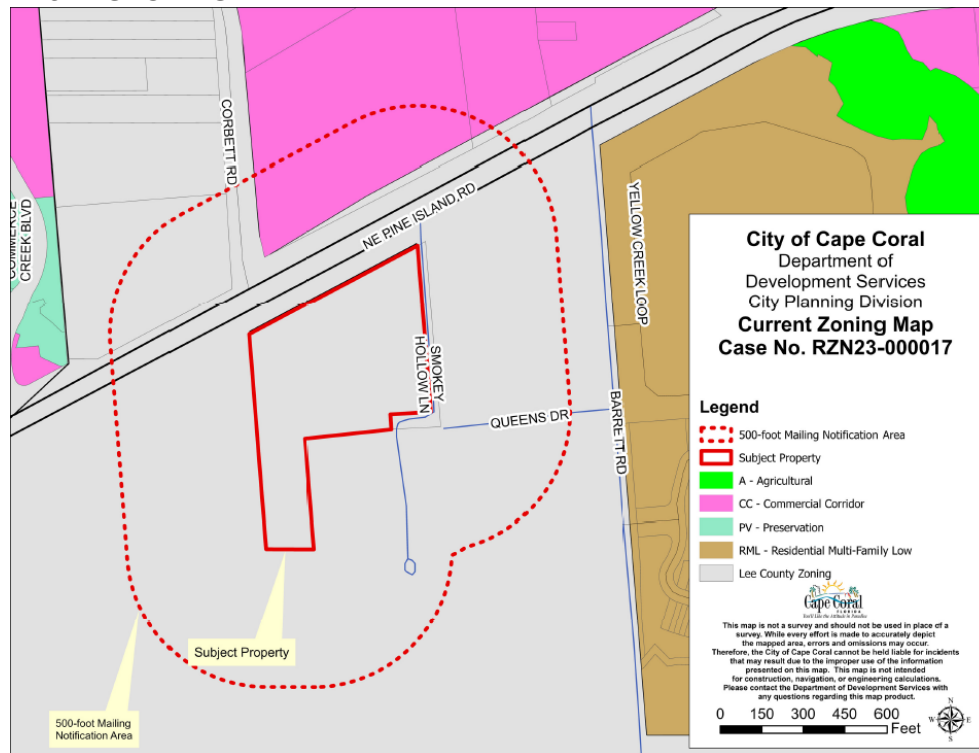 CORBETT RD
NE PINE ISLAND RD
COMMERCE
CREEK BLVD
YELLOW CREEK LOOP
SMOKEY
HOLLOW LN
QUEENS DR
BARRETT RD
Subject Property
500-foot Mailing
Notification Area
City of Cape Coral
Department of
Development Services
City Planning Division
Current Zoning Map
Case No. RZN23-000017
Legend
500-foot Mailing Notification Area
Subject Property
A - Agricultural
CC - Commercial Corridor
PV - Preservation
RML - Residential Multi-Family Low
Lee County Zoning
Cape Coral
FLORIDA
This map is not a survey and should not be used in place of a
survey. While every effort is made to accurately depict
the mapped area, errors and omissions may occur.
Therefore, the City of Cape Coral cannot be held liable for incidents
that may result due to the improper use of the information
presented on this map. This map is not intended
for construction, navigation, or engineering calculations.
Please contact the Department of Development Services with
any questions regarding this map product.
0 150 300 450 600
Feet
N
W E
S